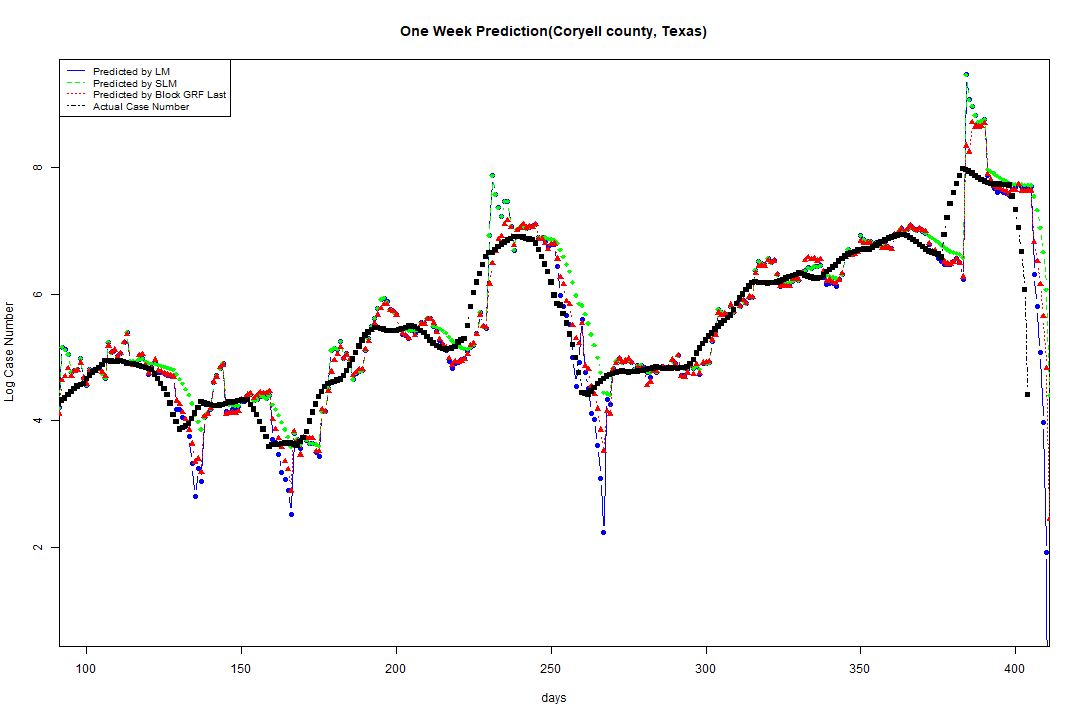 One Week Prediction(Coryell county, Texas)
Predicted by LM
Predicted by SLM
Predicted by Block GRF Last
Actual Case Number
Log Case Number
8
6
4
2
100 150 200 250 300 350 400
days